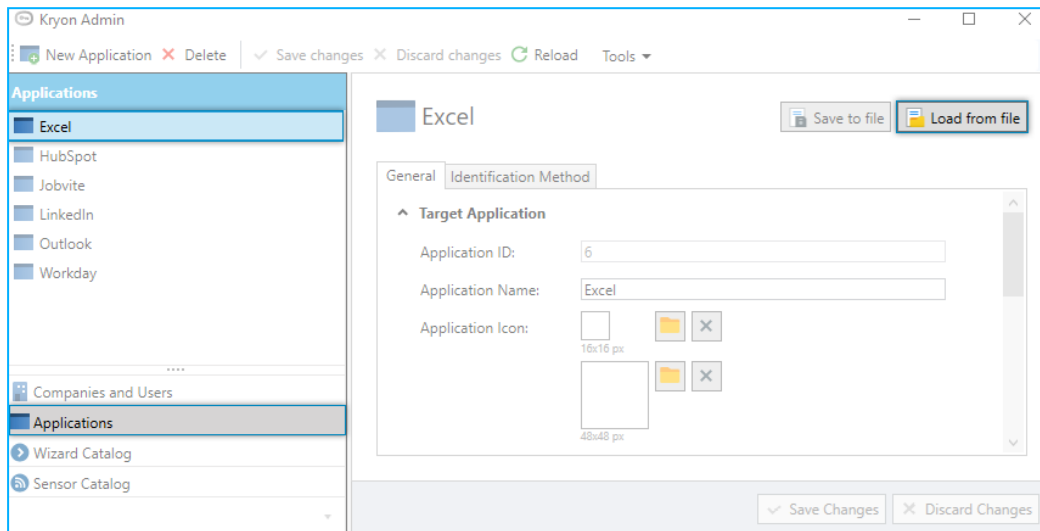 Kryon Admin
New Application Delete Save changes Discard changes Reload Tools
Applications
Excel
HubSpot
Jobvite
LinkedIn
Outlook
Workday
Companies and Users
Applications
Wizard Catalog
Sensor Catalog
Excel
Save to file Load from file
General Identification Method
Target Application
Application ID: 6
Application Name: Excel
Application Icon:
16x16 px
48x48 px
Save Changes Discard Changes